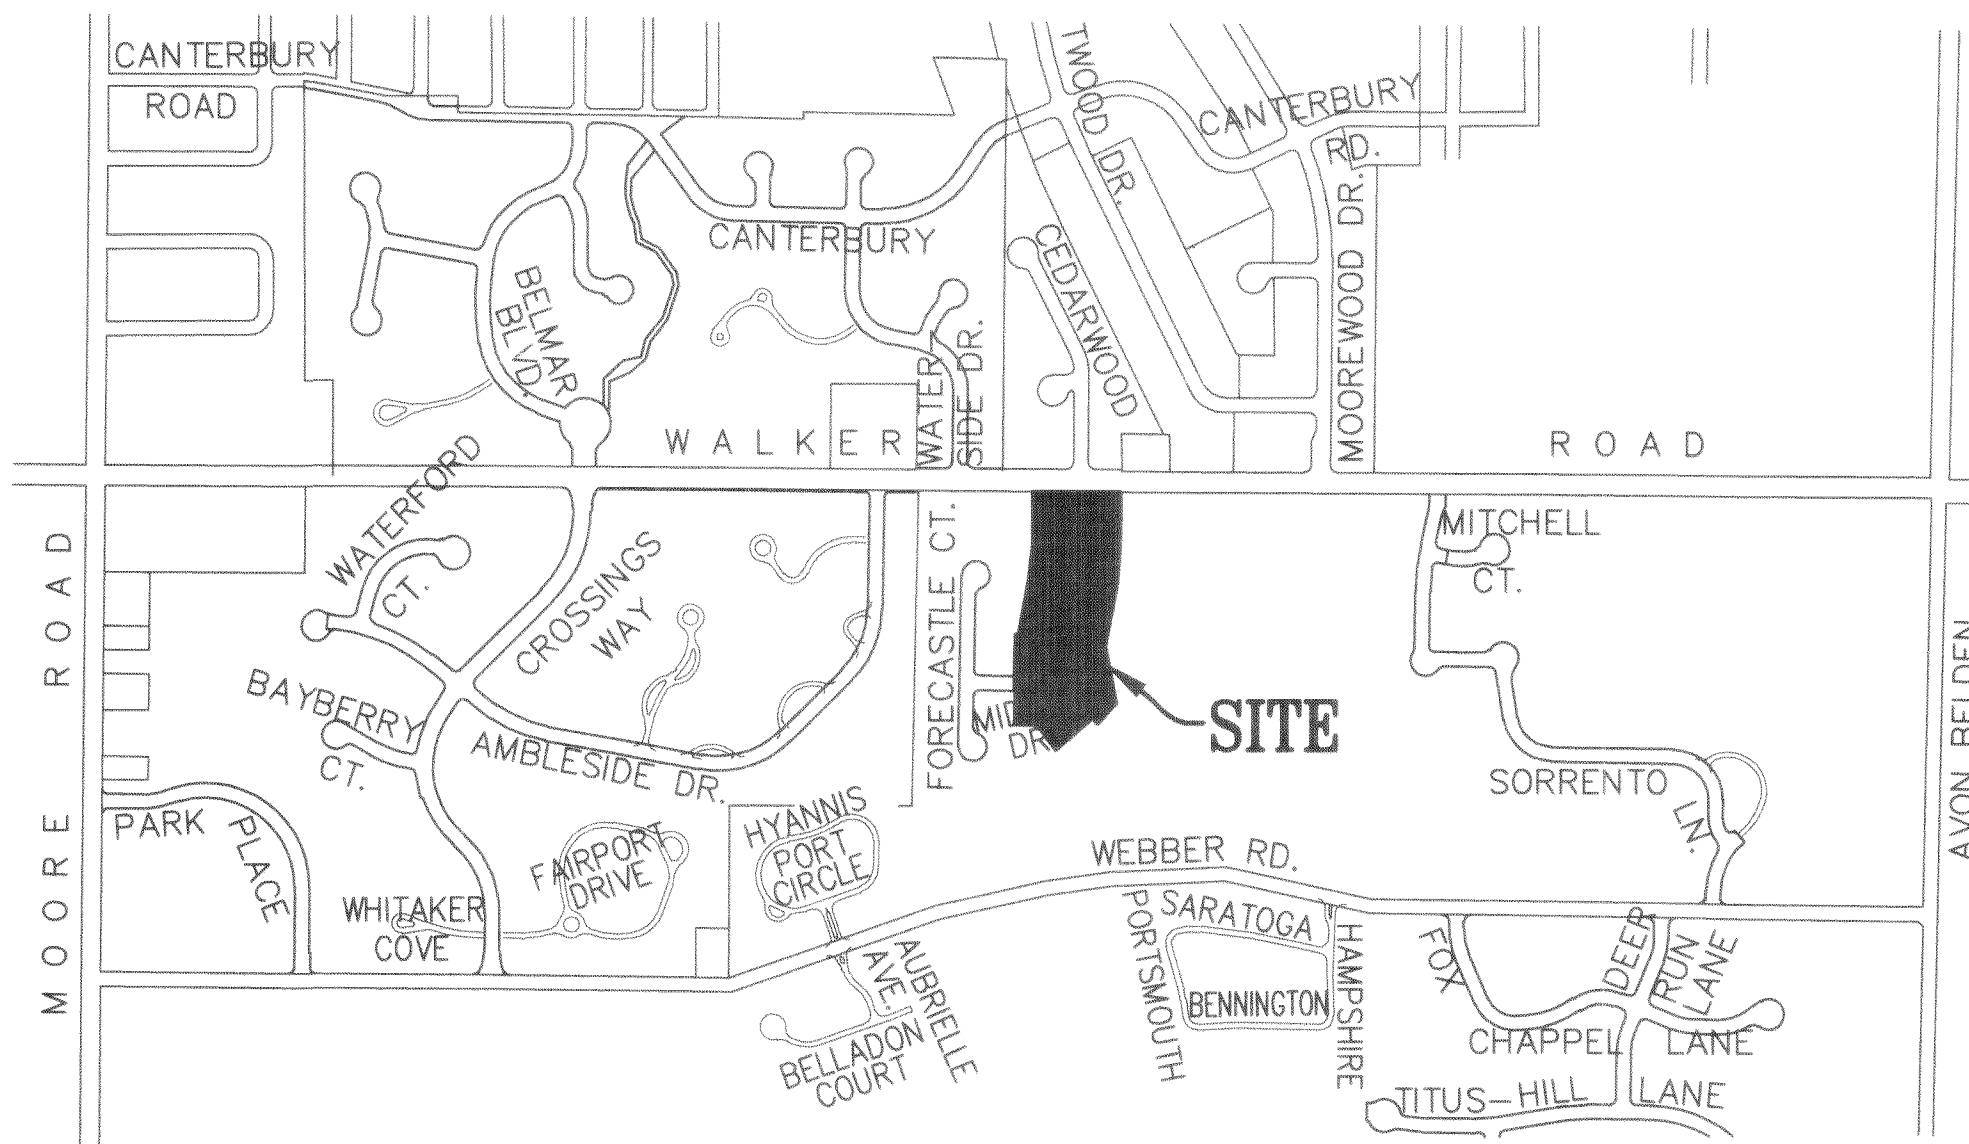 CANTERBURY
ROAD
TWOOD DR.
CANTERBURY
RD.
CANTERBURY
BELMAR
BLVD.
CEDARWOOD
MOOREWOOD DR.
WATER
SIDE DR.
WALKER ROAD
WATERFORD
CT.
CROSSINGS
WAY
FORECASTLE CT.
MITCHELL
CT.
MOORE ROAD
BAYBERRY
CT.
AMBLESIDE DR.
DR.
SITE
SORRENTO
LN.
AVON BELDEN
PARK
PLACE
FAIRPORT
DRIVE
HYANNIS
PORT
CIRCLE
WEBBER RD.
WHITAKER
COVE
AUBRIELLE
AVE.
BELLADON
COURT
PORTSMOUTH
SARATOGA
BENNINGTON
HAMPSHIRE
FOX
CHAPPEL LANE
DEER
RUN
LANE
TITUS-HILL LANE